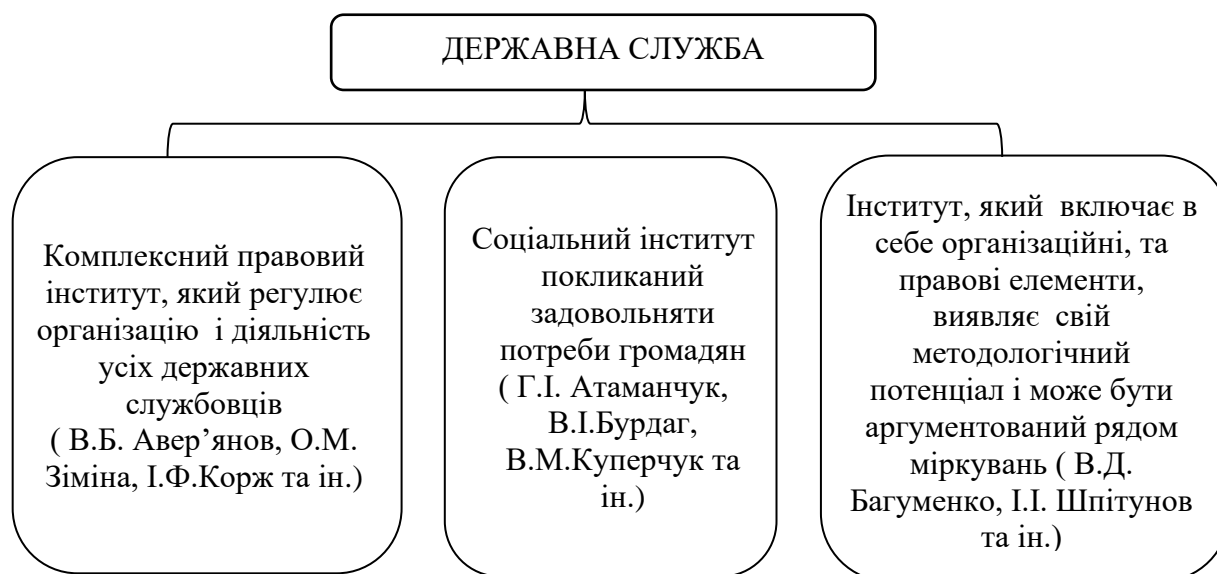 ДЕРЖАВНА СЛУЖБА
Комплексний правовий
інститут, який регулює
організацію і діяльність
усіх державних
службовців
( В.Б. Авер’янов, О.М.
Зіміна, І.Ф.Корж та ін.)
Соціальний інститут
покликаний
задовольняти
потреби громадян
( Г.І. Атаманчук,
В.І.Бурдаг,
В.М.Куперчук та
ін.)
Інститут, який включає в
себе організаційні, та
правові елементи,
виявляє свій
методологічний
потенціал і може бути
аргументований рядом
міркувань ( В.Д.
Багуменко, І.І. Шпітунов
та ін.)